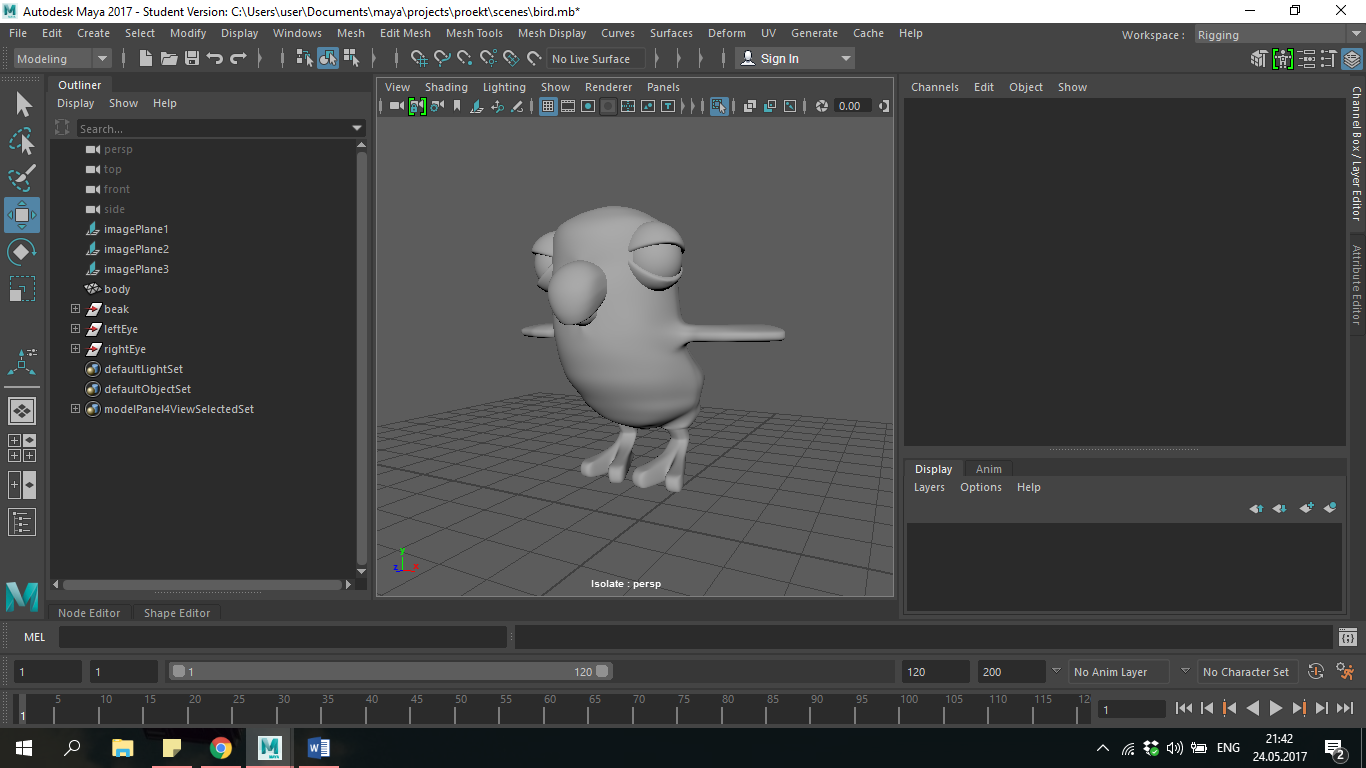 Autodesk Maya 2017 - Student Version: C:\Users\user\Documents\maya\projects\proekt\scenes\bird.mb*
File Edit Create Select Modify Display Windows Mesh Edit Mesh Mesh Tools Mesh Display Curves Surfaces Deform UV Generate Cache Help Workspace : Rigging
Modeling No Live Surface Sign In
Outliner
Display Show Help
Search...
persp
top
front
side
imagePlane1
imagePlane2
imagePlane3
body
beak
leftEye
rightEye
defaultLightSet
defaultObjectSet
modelPanel4ViewSelectedSet
Node Editor Shape Editor
View Shading Lighting Show Renderer Panels
0.00
y
z x
Isolate : persp
Channels Edit Object Show
Channel Box / Layer Editor
Attribute Editor
Display Anim
Layers Options Help
MEL
1 1 1 120 120 200 No Anim Layer No Character Set
5 10 15 20 25 30 35 40 45 50 55 60 65 70 75 80 85 90 95 100 105 110 115 12
1 1
21:42
ENG
24.05.2017
2